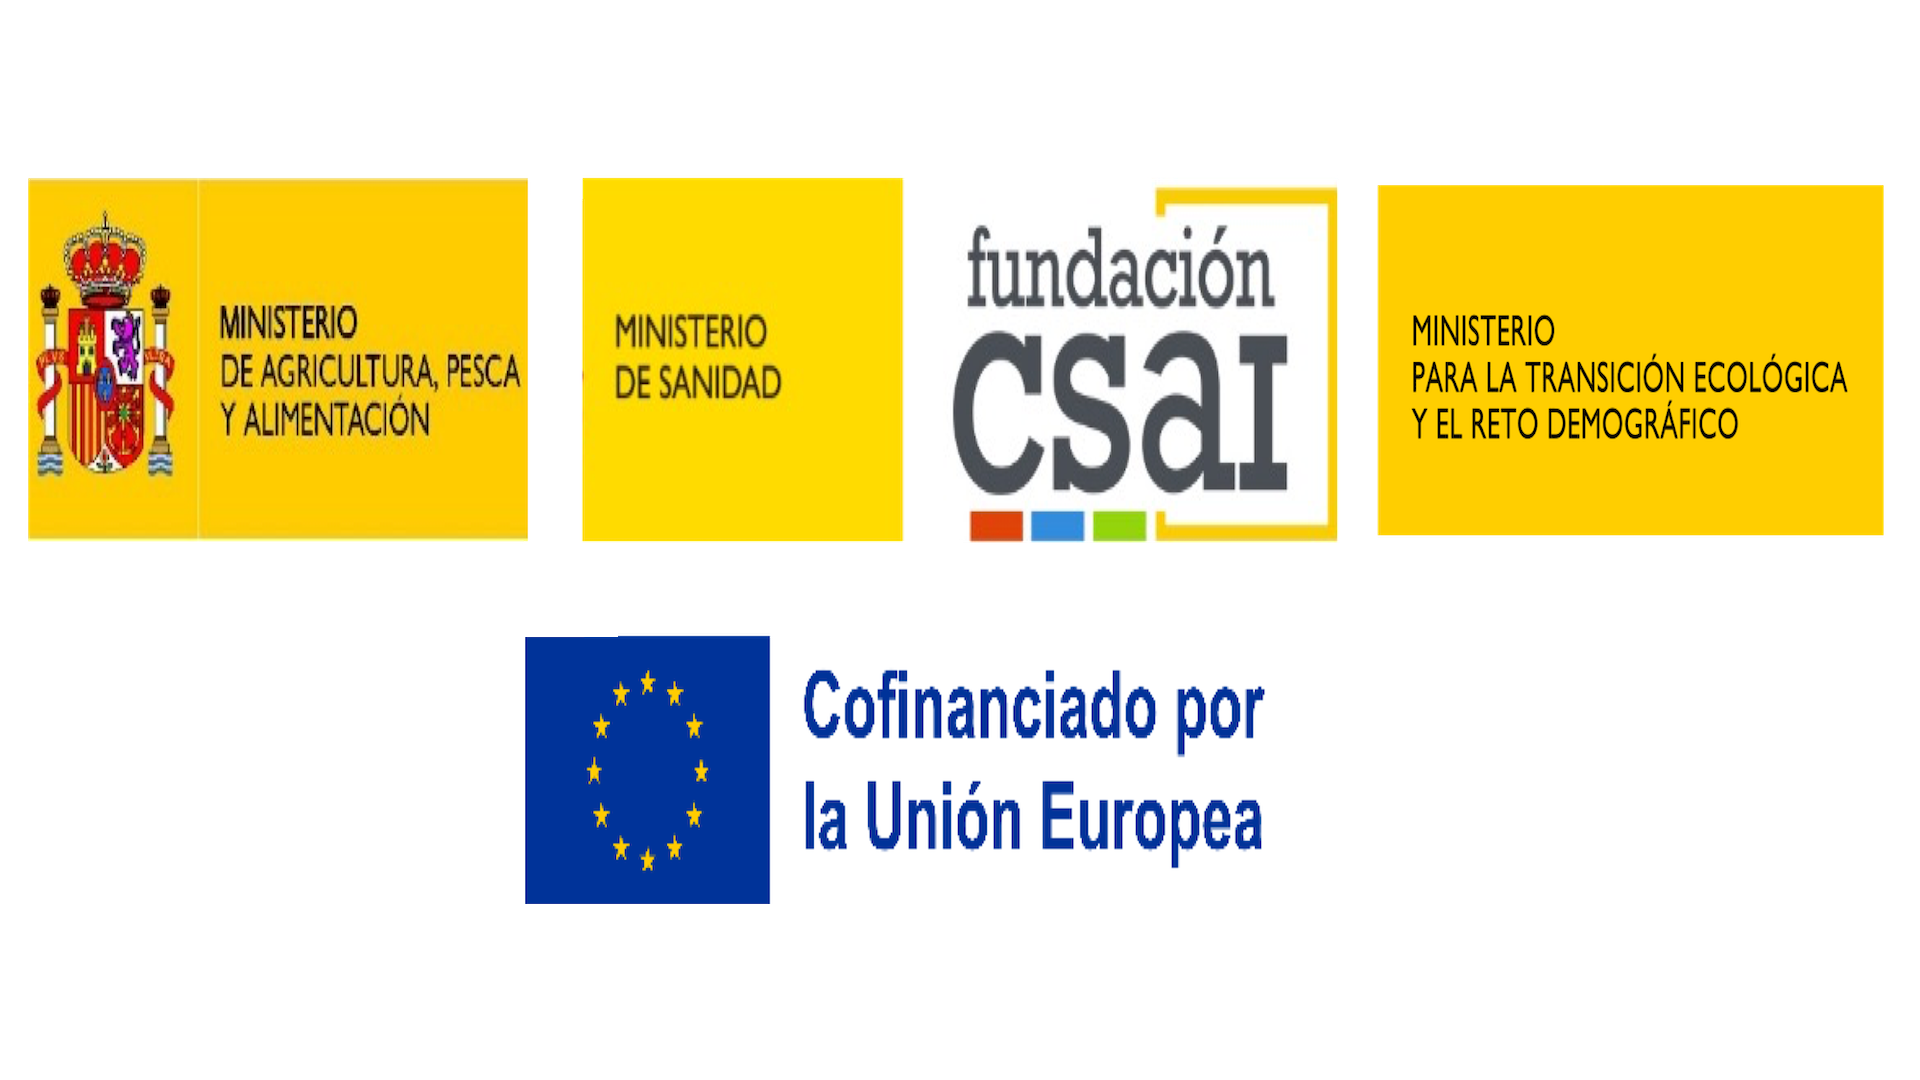 MINISTERIO
DE AGRICULTURA, PESCA
Y ALIMENTACIÓN
MINISTERIO
DE SANIDAD
fundación
csai
MINISTERIO
PARA LA TRANSICIÓN ECOLÓGICA
Y EL RETO DEMOGRÁFICO
Cofinanciado por
la Unión Europea